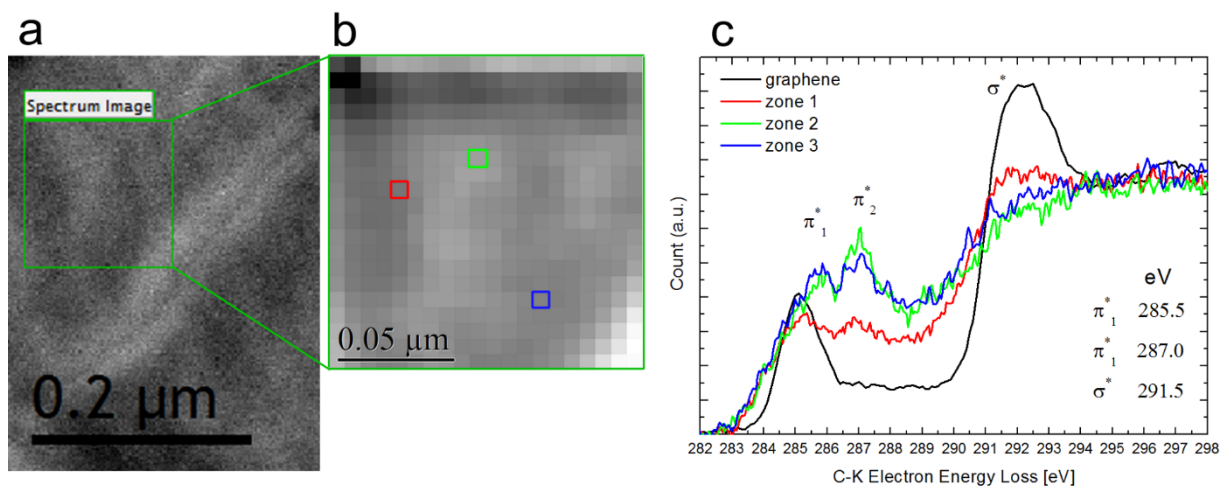 a
b
c
Spectrum Image
0.2 µm
0.05 µm
graphene
zone 1
zone 2
zone 3
σ*
π*1
π*2
eV
π*1 285.5
π*1 287.0
σ* 291.5
Count (a.u.)
282 283 284 285 286 287 288 289 290 291 292 293 294 295 296 297 298
C-K Electron Energy Loss [eV]